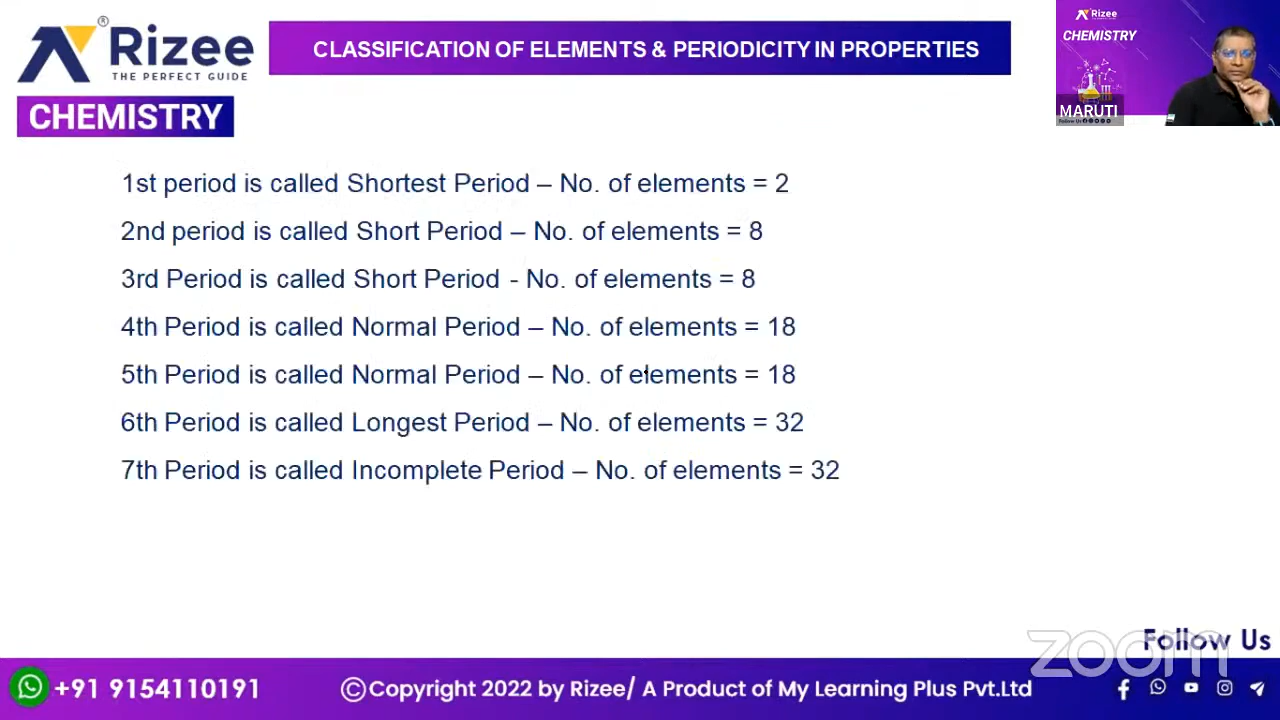 Rizee
®
THE PERFECT GUIDE
CHEMISTRY
CLASSIFICATION OF ELEMENTS & PERIODICITY IN PROPERTIES
Rizee
CHEMISTRY
MARUTI
1st period is called Shortest Period – No. of elements = 2
2nd period is called Short Period – No. of elements = 8
3rd Period is called Short Period - No. of elements = 8
4th Period is called Normal Period – No. of elements = 18
5th Period is called Normal Period – No. of elements = 18
6th Period is called Longest Period – No. of elements = 32
7th Period is called Incomplete Period – No. of elements = 32
Follow Us
zoom
+91 9154110191
©Copyright 2022 by Rizee/ A Product of My Learning Plus Pvt.Ltd